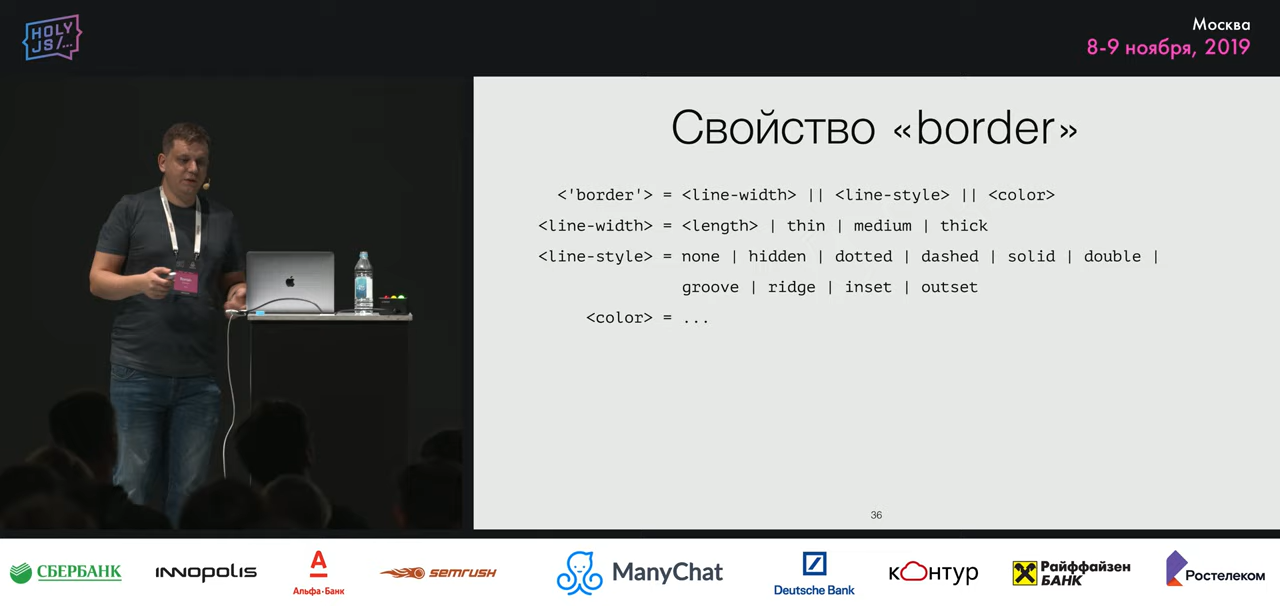 HOLY
JS/...
Москва
8-9 ноября, 2019
Свойство «border»
<'border'> = <line-width> || <line-style> || <color>
<line-width> = <length> | thin | medium | thick
<line-style> = none | hidden | dotted | dashed | solid | double |
groove | ridge | inset | outset
<color> = ...
36
СБЕРБАНК
INNOPOLIS
А
Альфа·Банк
semrush
ManyChat
Deutsche Bank
кОнтур
Райффайзен
БАНК
Ростелеком